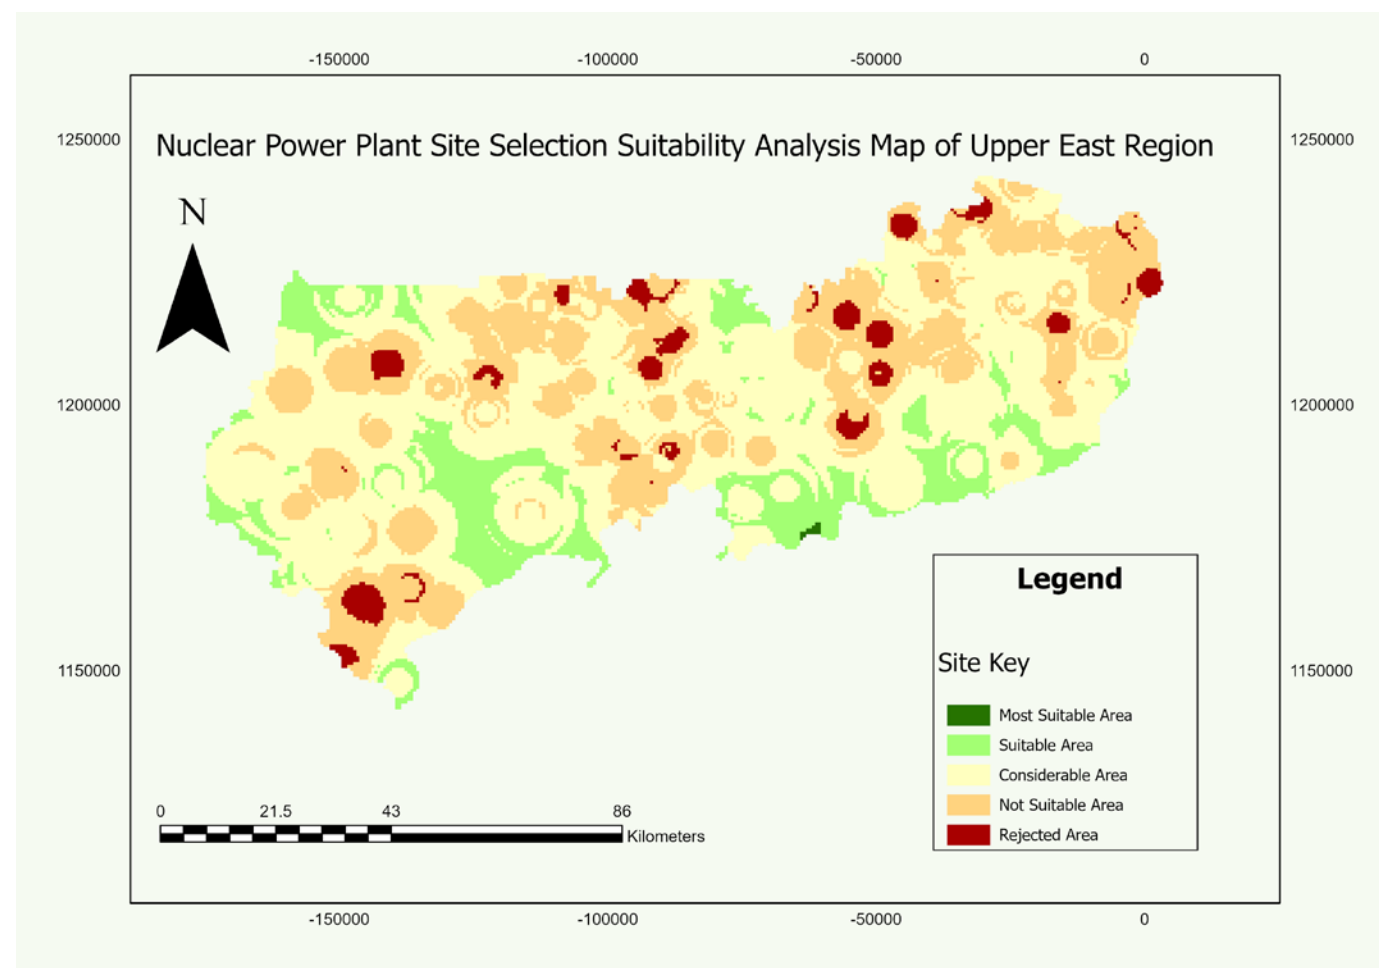 -150000 -100000 -50000 0
1250000 1250000
Nuclear Power Plant Site Selection Suitability Analysis Map of Upper East Region
N
1200000 1200000
Legend
Site Key
1150000 1150000
Most Suitable Area
Suitable Area
Considerable Area
Not Suitable Area
Rejected Area
0 21.5 43 86
Kilometers
-150000 -100000 -50000 0